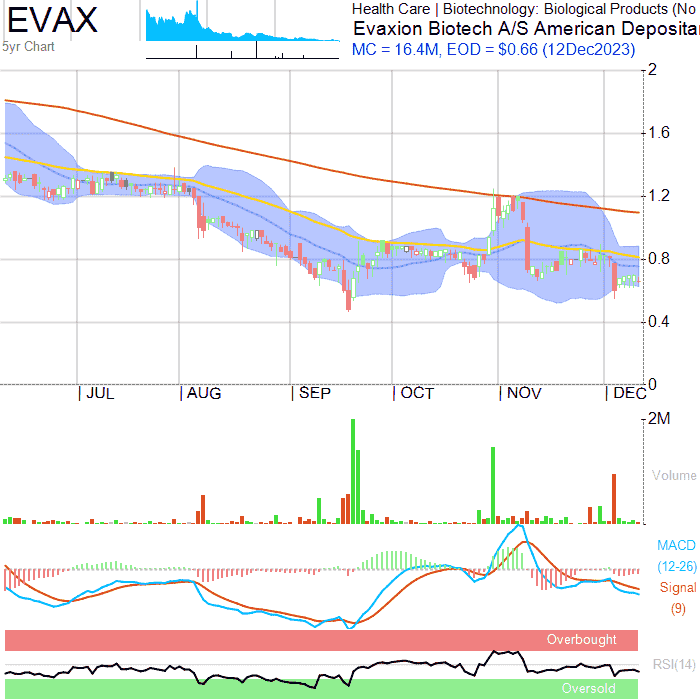 EVAX
5yr Chart
Health Care | Biotechnology: Biological Products (No
Evaxion Biotech A/S American Depositar
MC = 16.4M, EOD = $0.66 (12Dec2023)
2
1.6
1.2
0.8
0.4
0
JUL AUG SEP OCT NOV DEC
2M
Volume
MACD
(12-26)
Signal
(9)
Overbought
RSI(14)
Oversold